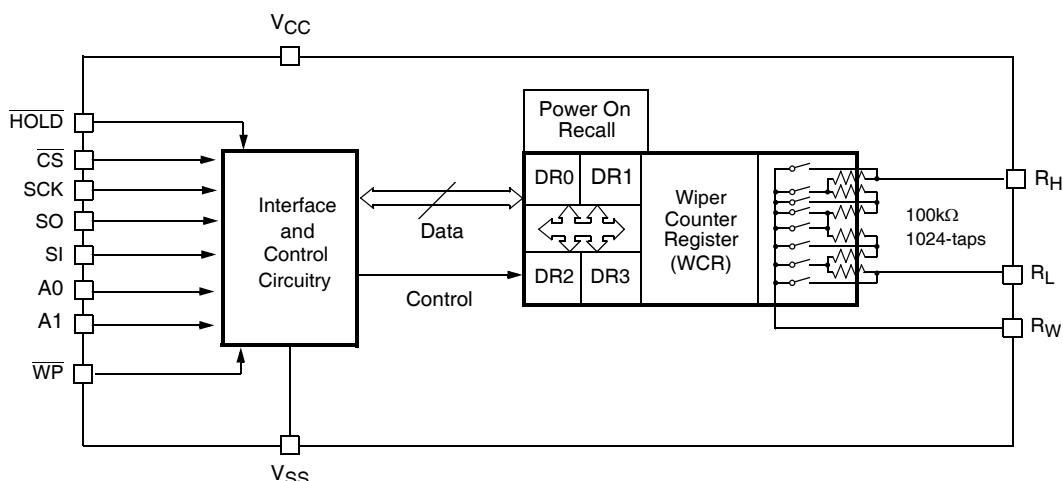 VCC
HOLD
CS
SCK
SO
SI
A0
A1
WP
Interface
and
Control
Circuitry
Data
Control
Power On
Recall
DR0 DR1
DR2 DR3
Wiper
Counter
Register
(WCR)
100kΩ
1024-taps
RH
RL
RW
VSS